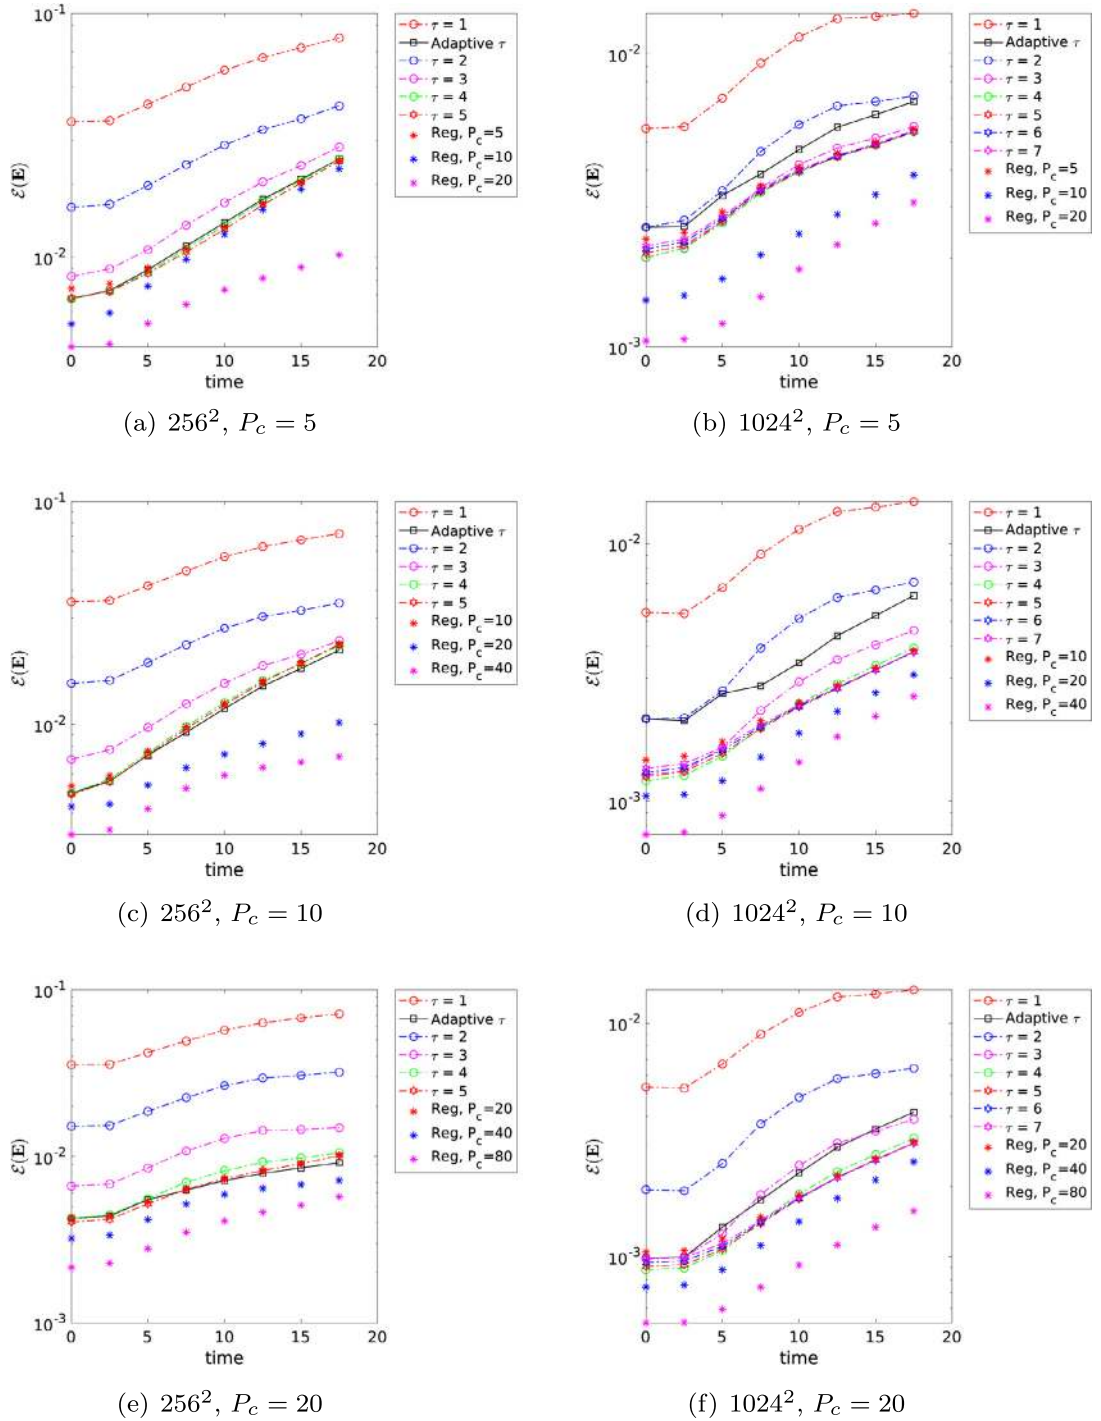 10^-1
10^-2
ℰ(E)
0 5 10 15 20
time
τ = 1
Adaptive τ
τ = 2
τ = 3
τ = 4
τ = 5
Reg, P_c=5
Reg, P_c=10
Reg, P_c=20
(a) 256², P_c = 5
10^-2
10^-3
ℰ(E)
0 5 10 15 20
time
τ = 1
Adaptive τ
τ = 2
τ = 3
τ = 4
τ = 5
τ = 6
τ = 7
Reg, P_c=5
Reg, P_c=10
Reg, P_c=20
(b) 1024², P_c = 5
10^-1
10^-2
ℰ(E)
0 5 10 15 20
time
τ = 1
Adaptive τ
τ = 2
τ = 3
τ = 4
τ = 5
Reg, P_c=10
Reg, P_c=20
Reg, P_c=40
(c) 256², P_c = 10
10^-2
10^-3
ℰ(E)
0 5 10 15 20
time
τ = 1
Adaptive τ
τ = 2
τ = 3
τ = 4
τ = 5
τ = 6
τ = 7
Reg, P_c=10
Reg, P_c=20
Reg, P_c=40
(d) 1024², P_c = 10
10^-1
10^-2
10^-3
ℰ(E)
0 5 10 15 20
time
τ = 1
Adaptive τ
τ = 2
τ = 3
τ = 4
τ = 5
Reg, P_c=20
Reg, P_c=40
Reg, P_c=80
(e) 256², P_c = 20
10^-2
10^-3
ℰ(E)
0 5 10 15 20
time
τ = 1
Adaptive τ
τ = 2
τ = 3
τ = 4
τ = 5
τ = 6
τ = 7
Reg, P_c=20
Reg, P_c=40
Reg, P_c=80
(f) 1024², P_c = 20